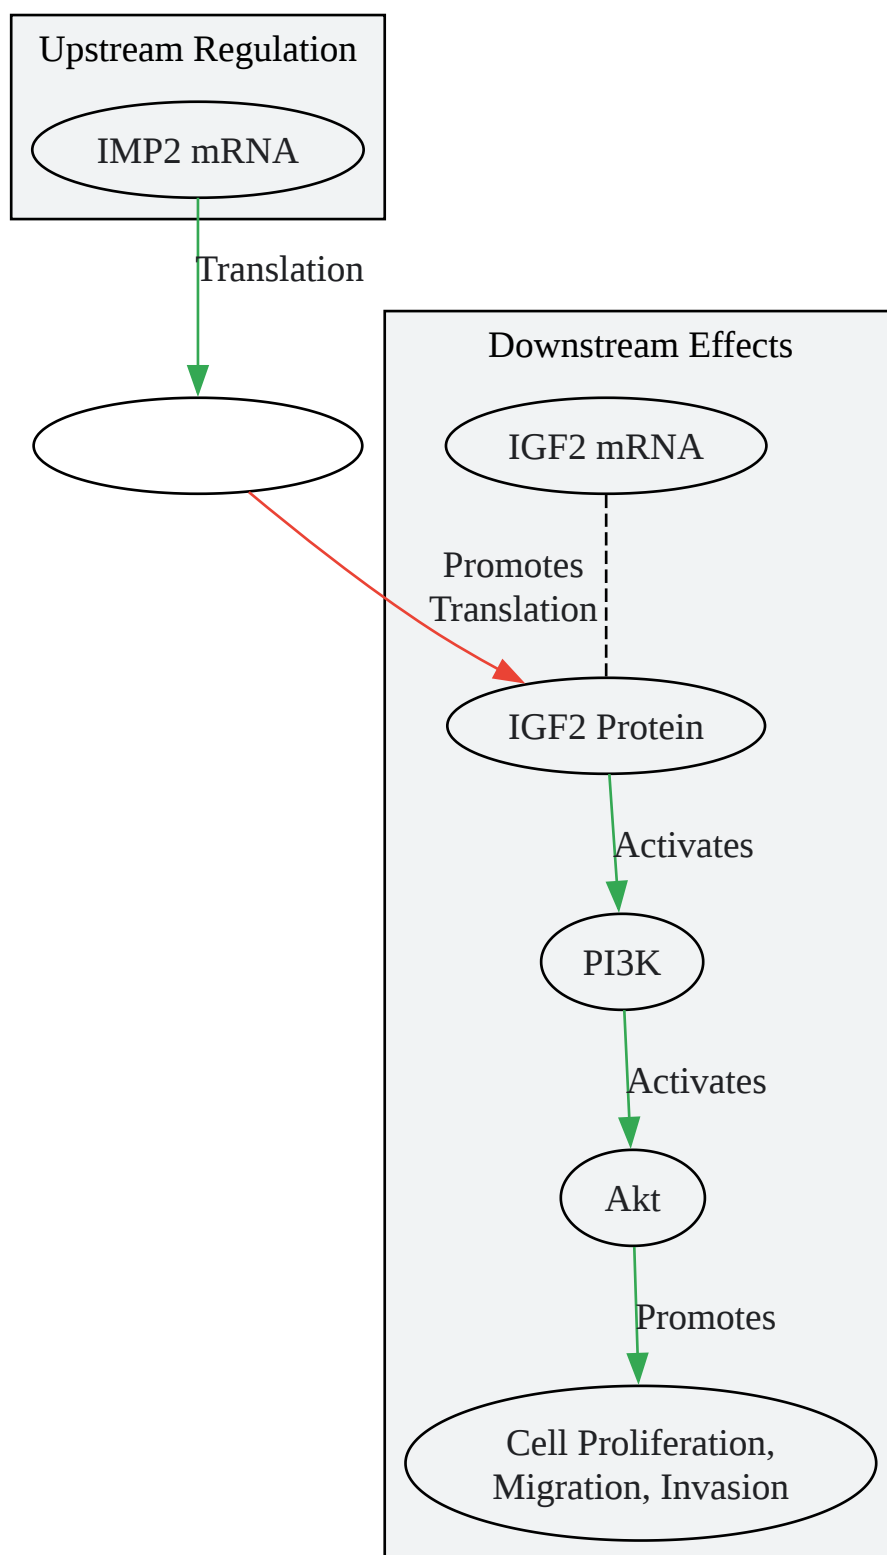 Upstream Regulation
IMP2 mRNA
Translation
Downstream Effects
IGF2 mRNA
Promotes
Translation
IGF2 Protein
Activates
PI3K
Activates
Akt
Promotes
Cell Proliferation,
Migration, Invasion